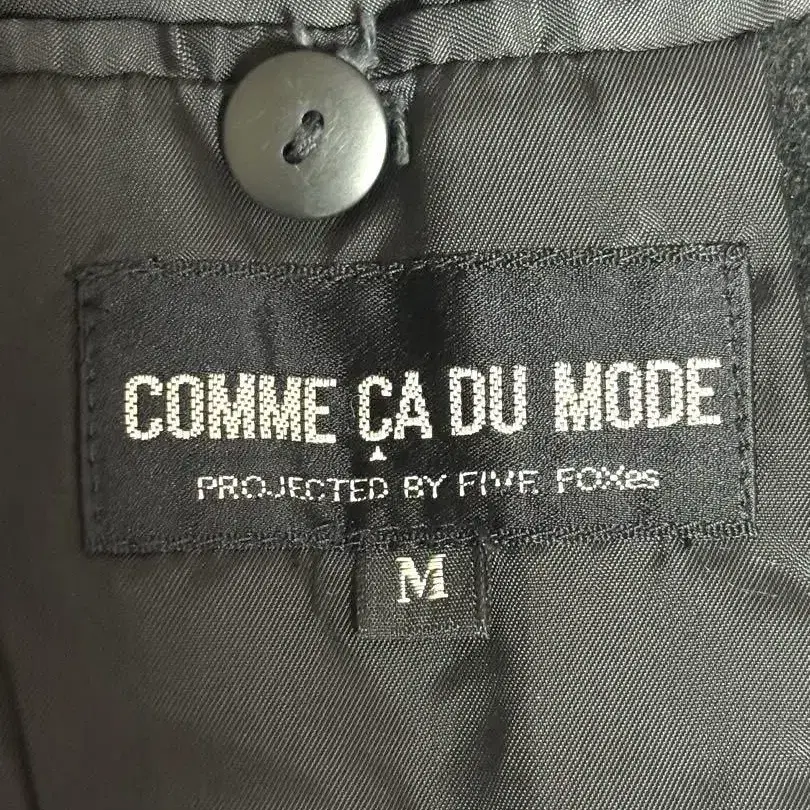 COMME ÇA DU MODE
PROJECTED BY FIVE FOXes
M